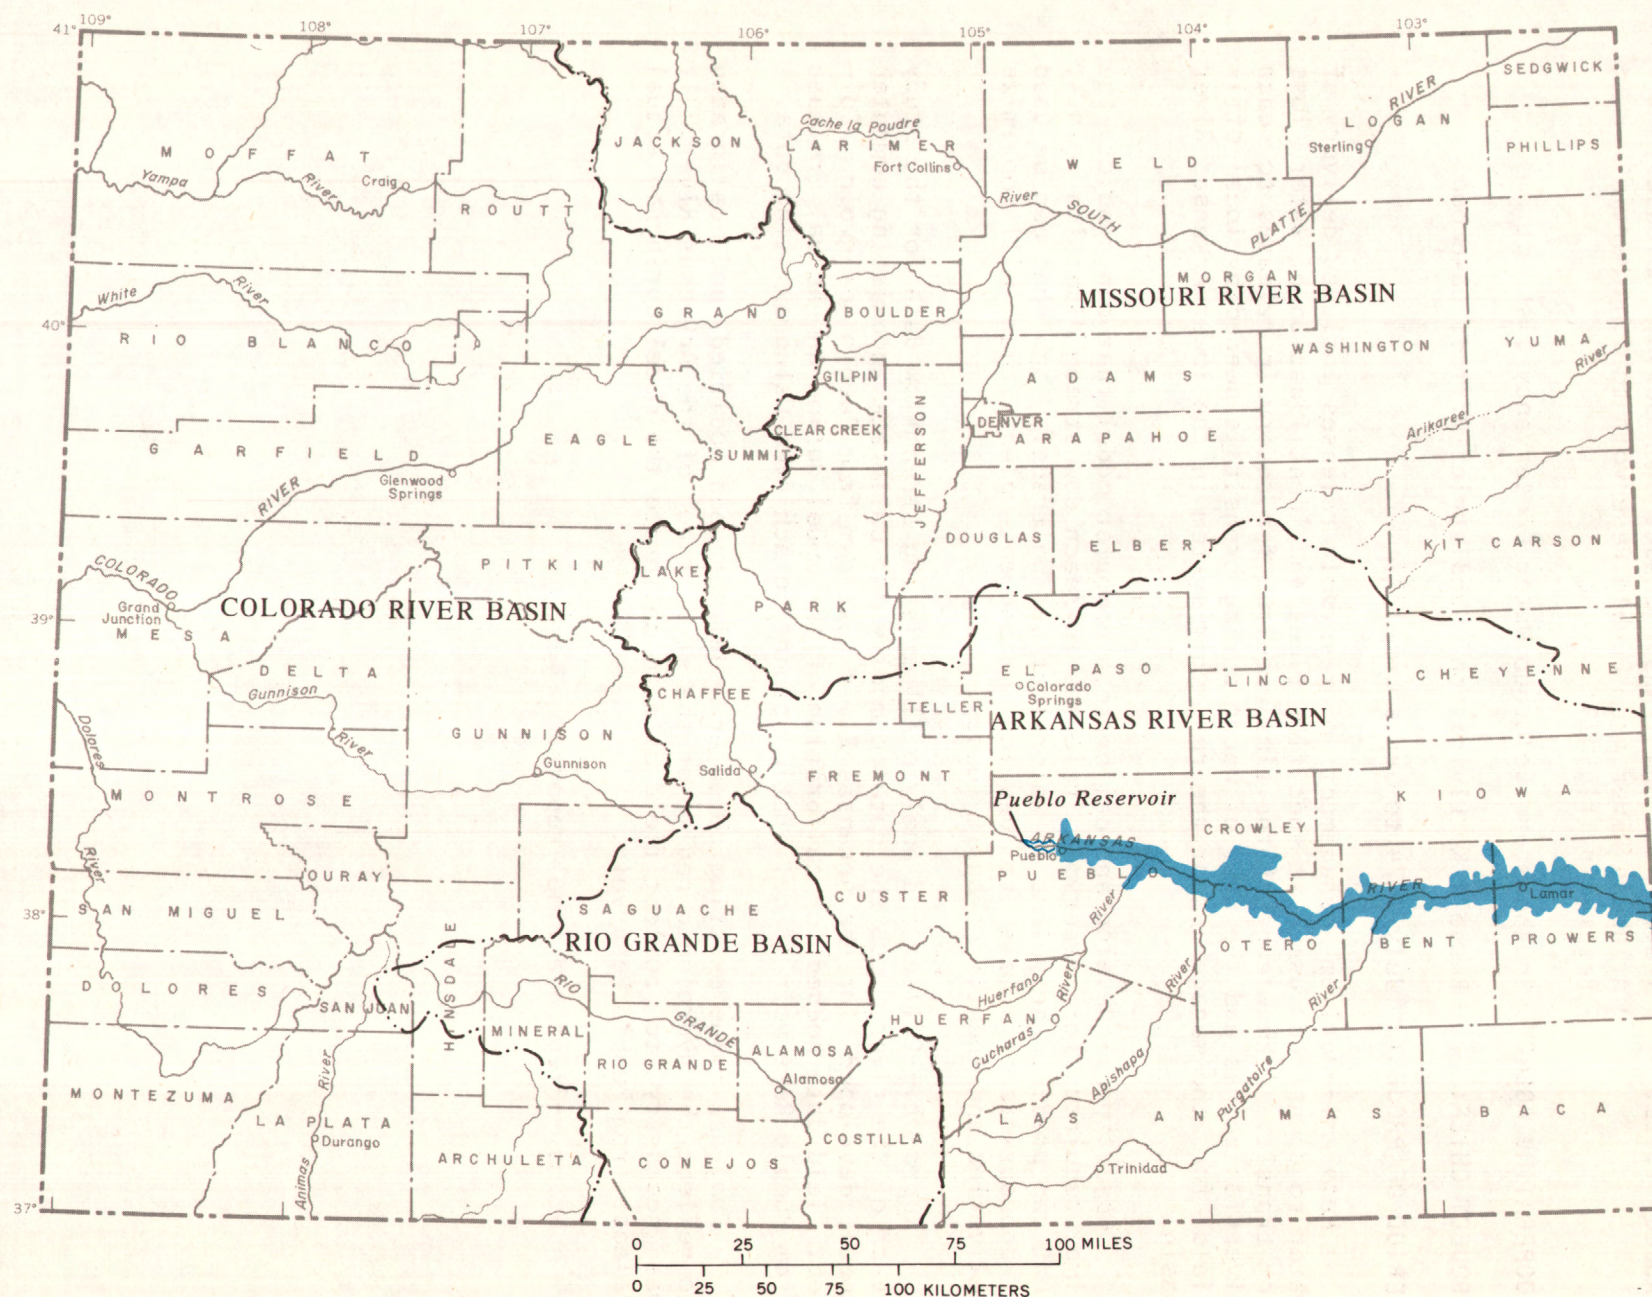 109°
108°
107°
106°
105°
104°
103°
41°
SEDGWICK
RIVER
LOGAN
Sterling
PHILLIPS
JACKSON
Cache la Poudre
LARIMER
Fort Collins
WELD
MOFFAT
Yampa
River
Craig
ROUTT
River
SOUTH
PLATTE
MORGAN
MISSOURI RIVER BASIN
White
River
GRAND
BOULDER
40°
RIO BLANCO
WASHINGTON
YUMA
River
GILPIN
ADAMS
JEFFERSON
DENVER
Arikaree
CLEAR CREEK
ARAPAHOE
GARFIELD
EAGLE
SUMMIT
Glenwood
Springs
RIVER
DOUGLAS
ELBERT
KIT CARSON
PITKIN
LAKE
COLORADO
Grand
Junction
COLORADO RIVER BASIN
PARK
39°
MESA
DELTA
Gunnison
River
EL PASO
Colorado
Springs
LINCOLN
CHEYENNE
CHAFFEE
TELLER
ARKANSAS RIVER BASIN
Dolores
GUNNISON
Gunnison
Salida
FREMONT
MONTROSE
Pueblo Reservoir
KIOWA
CROWLEY
ARKANSAS
Pueblo
PUEBLO
River
OURAY
CUSTER
RIVER
Lamar
38°
SAN MIGUEL
SAGUACHE
River
RIO GRANDE BASIN
OTERO
BENT
PROWERS
HINSDALE
DOLORES
RIO
Huerfano
River
River
River
SAN JUAN
MINERAL
GRANDE
HUERFANO
ALAMOSA
RIO GRANDE
Cucharas
Alamosa
Apishapa
Purgatoire
MONTEZUMA
River
LA PLATA
Durango
LAS ANIMAS
BACA
COSTILLA
ARCHULETA
CONEJOS
Trinidad
Animas
37°
0 25 50 75 100 MILES
0 25 50 75 100 KILOMETERS